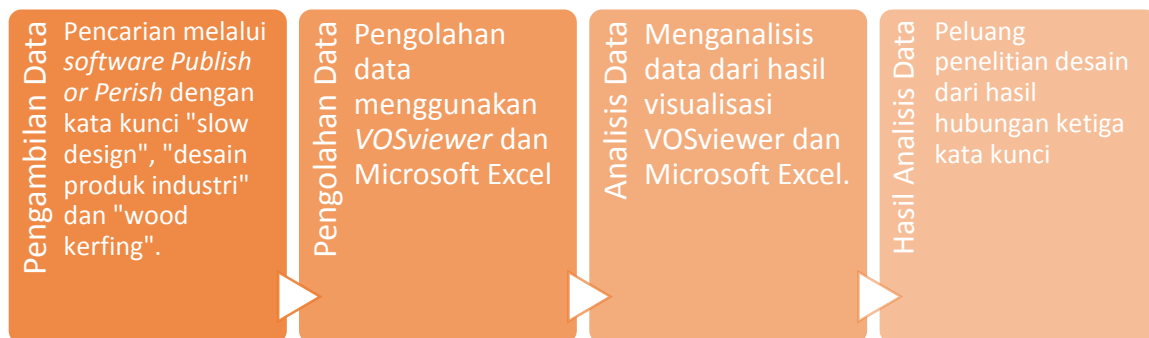 Pengambilan Data
Pencarian melalui
software Publish
or Perish dengan
kata kunci "slow
design", "desain
produk industri"
dan "wood
kerfing".
Pengolahan Data
Pengolahan
data
menggunakan
VOSviewer dan
Microsoft Excel
Analisis Data
Menganalisis
data dari hasil
visualisasi
VOSviewer dan
Microsoft Excel.
Hasil Analisis Data
Peluang
penelitian desain
dari hasil
hubungan ketiga
kata kunci